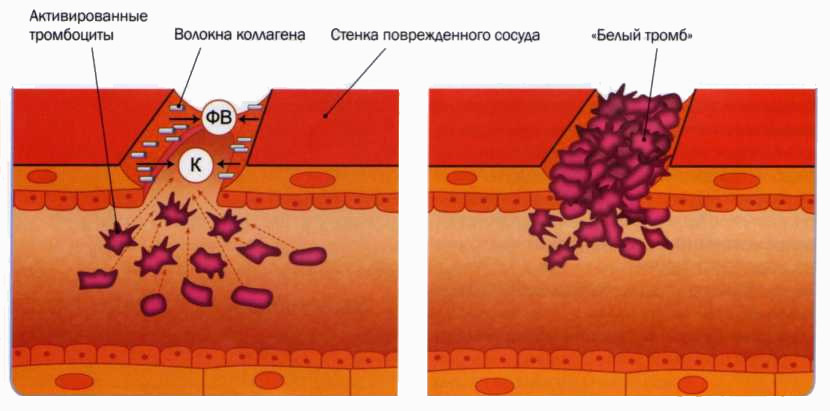 Активированные
тромбоциты
Волокна коллагена
Стенка поврежденного сосуда
«Белый тромб»
ФВ
К